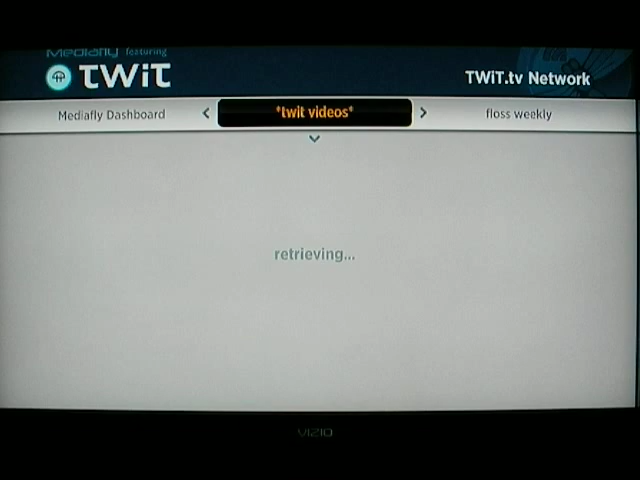 Mediafly featuring
TWiT
TWiT.tv Network
Mediafly Dashboard < *twit videos* > floss weekly
retrieving...
VIZIO